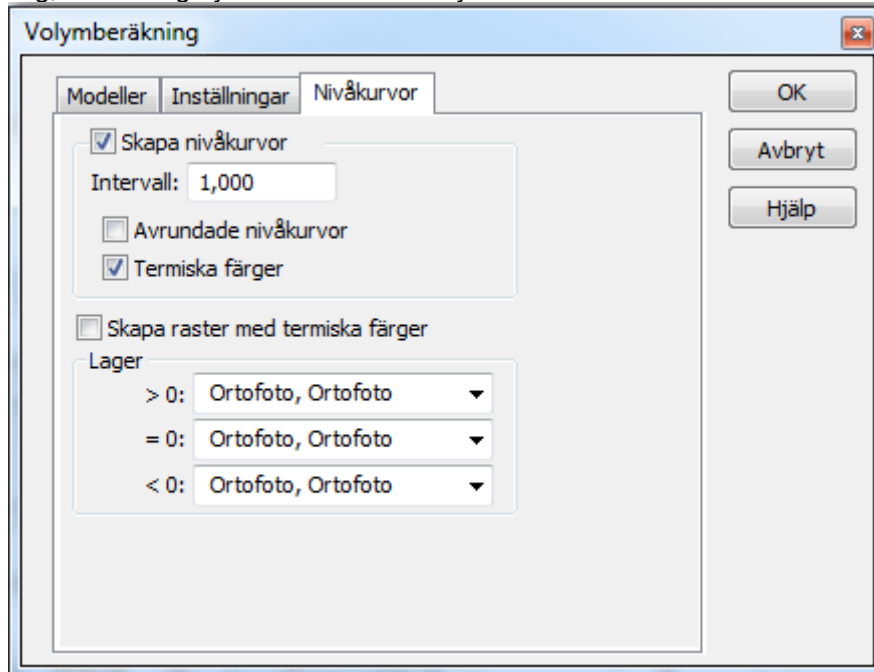 Volymberäkning
Modeller Inställningar Nivåkurvor
OK
Avbryt
Hjälp
Skapa nivåkurvor
Intervall: 1,000
Avrundade nivåkurvor
Termiska färger
Skapa raster med termiska färger
Lager
> 0: Ortofoto, Ortofoto
= 0: Ortofoto, Ortofoto
< 0: Ortofoto, Ortofoto